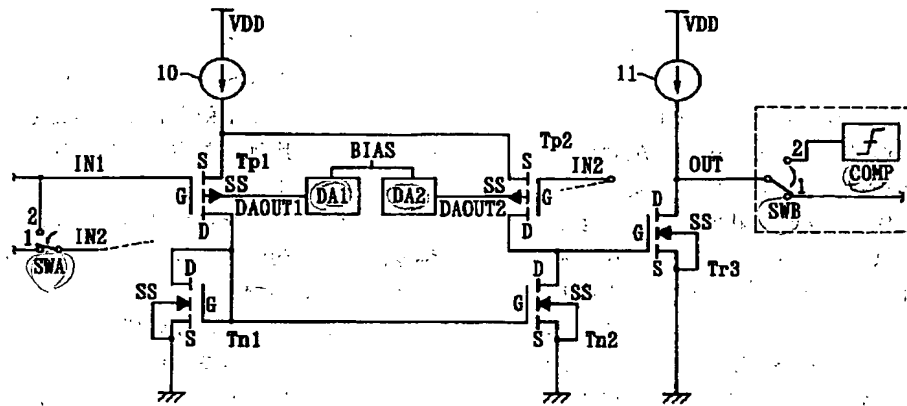 VDD
VDD
10
11
S
Tp1
BIAS
Tp2
S
IN1
G
SS
DA1
DA2
SS
G
IN2
OUT
2
COMP
DAOUT1
DAOUT2
1
SWB
D
D
D
2
1
IN2
SWA
G
SS
S
Tr3
D
SS
G
S
Tn1
D
SS
G
S
Tn2